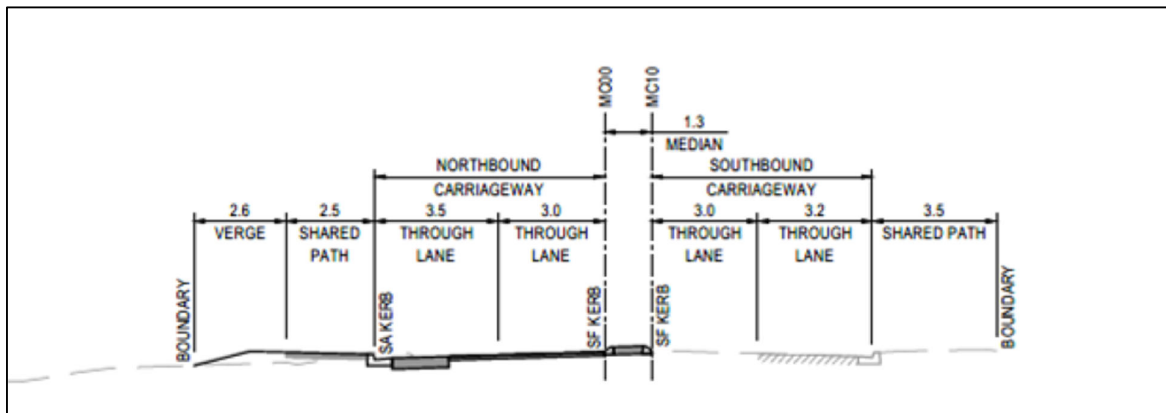 MC00
MC10
1.3
MEDIAN
NORTHBOUND
CARRIAGEWAY
SOUTHBOUND
CARRIAGEWAY
2.6
VERGE
2.5
SHARED
PATH
3.5
THROUGH
LANE
3.0
THROUGH
LANE
3.0
THROUGH
LANE
3.2
THROUGH
LANE
3.5
SHARED PATH
BOUNDARY
SA KERB
SF KERB
SF KERB
BOUNDARY